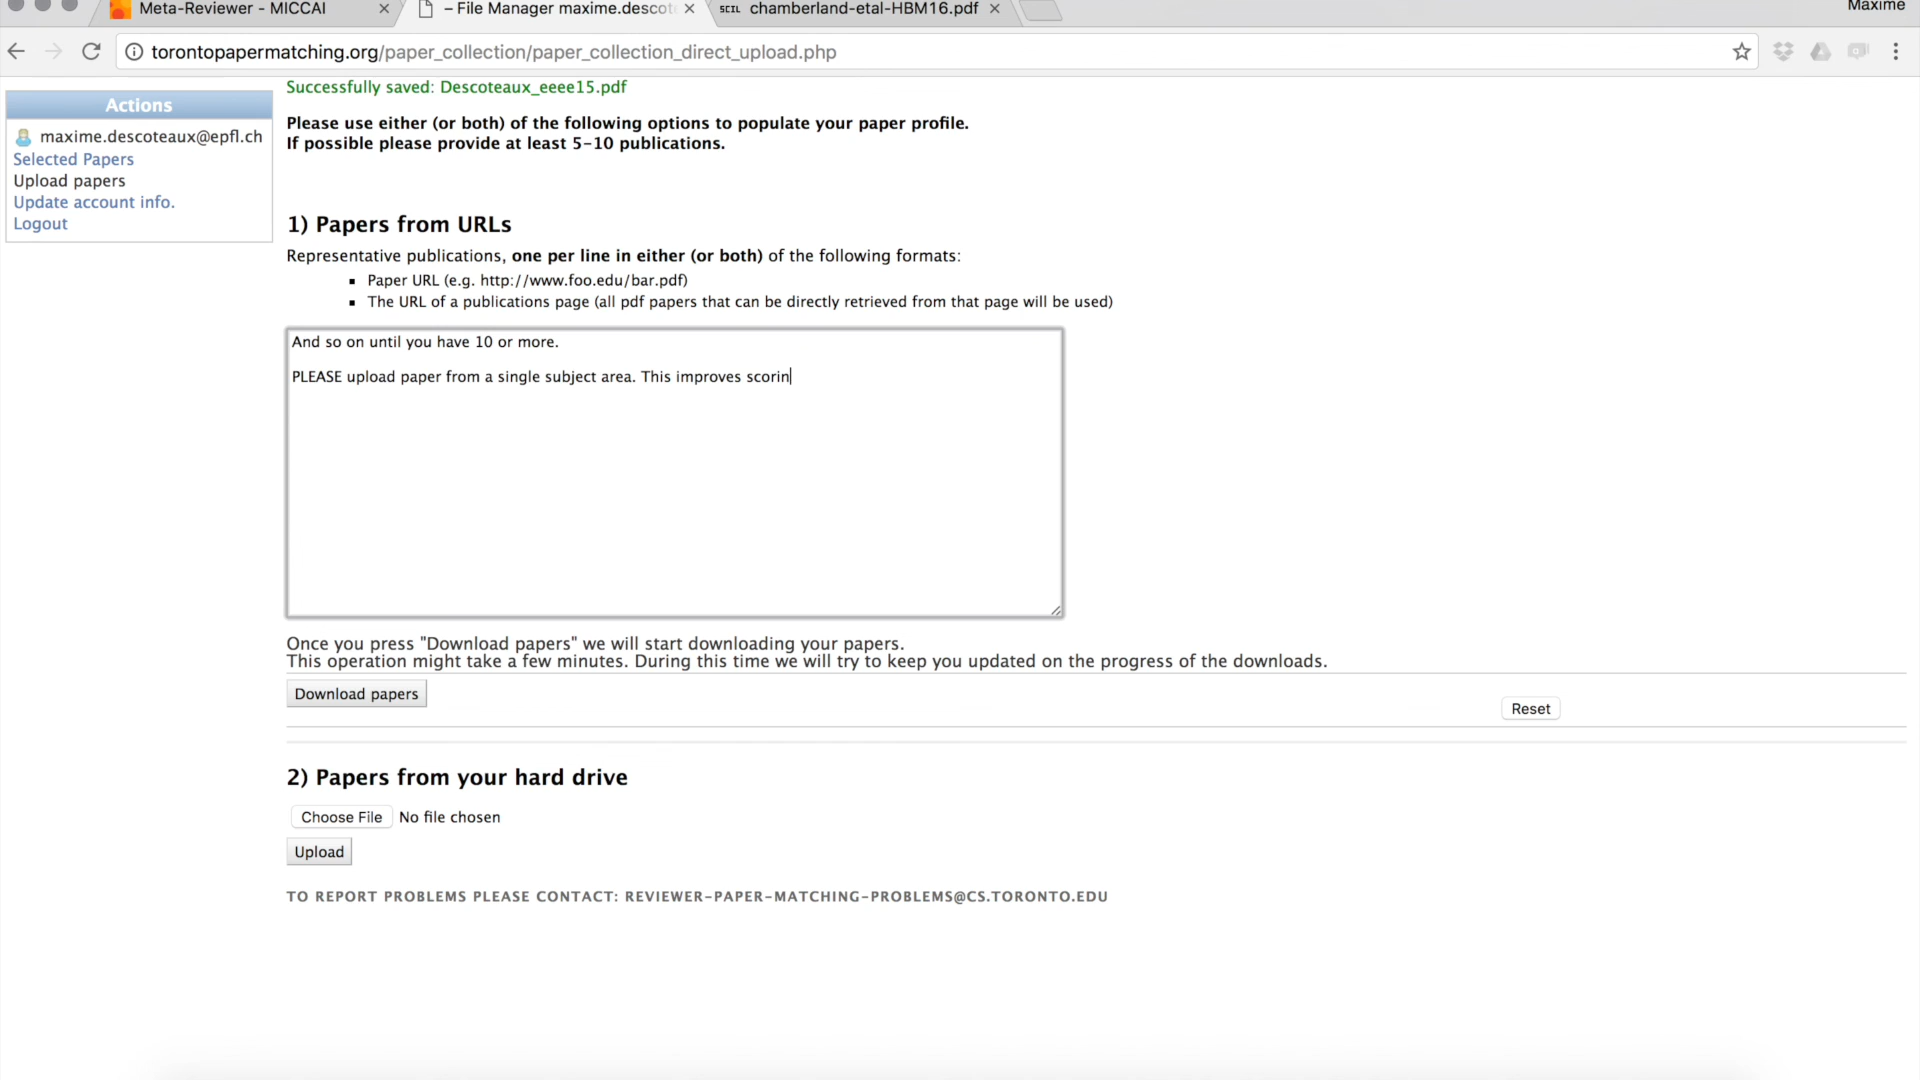 Meta-Reviewer - MICCAI
– File Manager maxime.descot
SCIL chamberland-etal-HBM16.pdf
Maxime
torontopapermatching.org/paper_collection/paper_collection_direct_upload.php
Successfully saved: Descoteaux_eeee15.pdf
Actions
maxime.descoteaux@epfl.ch
Selected Papers
Upload papers
Update account info.
Logout
Please use either (or both) of the following options to populate your paper profile.
If possible please provide at least 5-10 publications.
1) Papers from URLs
Representative publications, one per line in either (or both) of the following formats:
Paper URL (e.g. http://www.foo.edu/bar.pdf)
The URL of a publications page (all pdf papers that can be directly retrieved from that page will be used)
And so on until you have 10 or more.
PLEASE upload paper from a single subject area. This improves scorin
Once you press "Download papers" we will start downloading your papers.
This operation might take a few minutes. During this time we will try to keep you updated on the progress of the downloads.
Download papers
Reset
2) Papers from your hard drive
Choose File No file chosen
Upload
TO REPORT PROBLEMS PLEASE CONTACT: REVIEWER-PAPER-MATCHING-PROBLEMS@CS.TORONTO.EDU